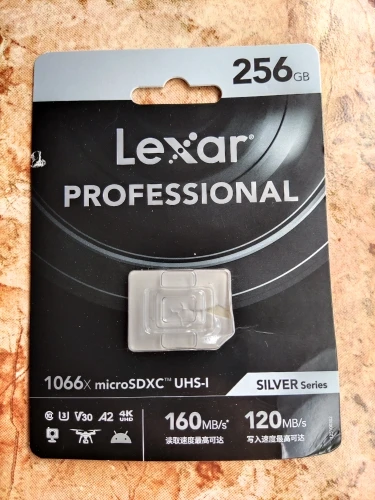 256GB
Lexar
PROFESSIONAL
1066x microSDXC™ UHS-I
SILVER Series
V30 A2 4K UHD
160MB/s* 120MB/s
读取速度最高可达 写入速度最高可达